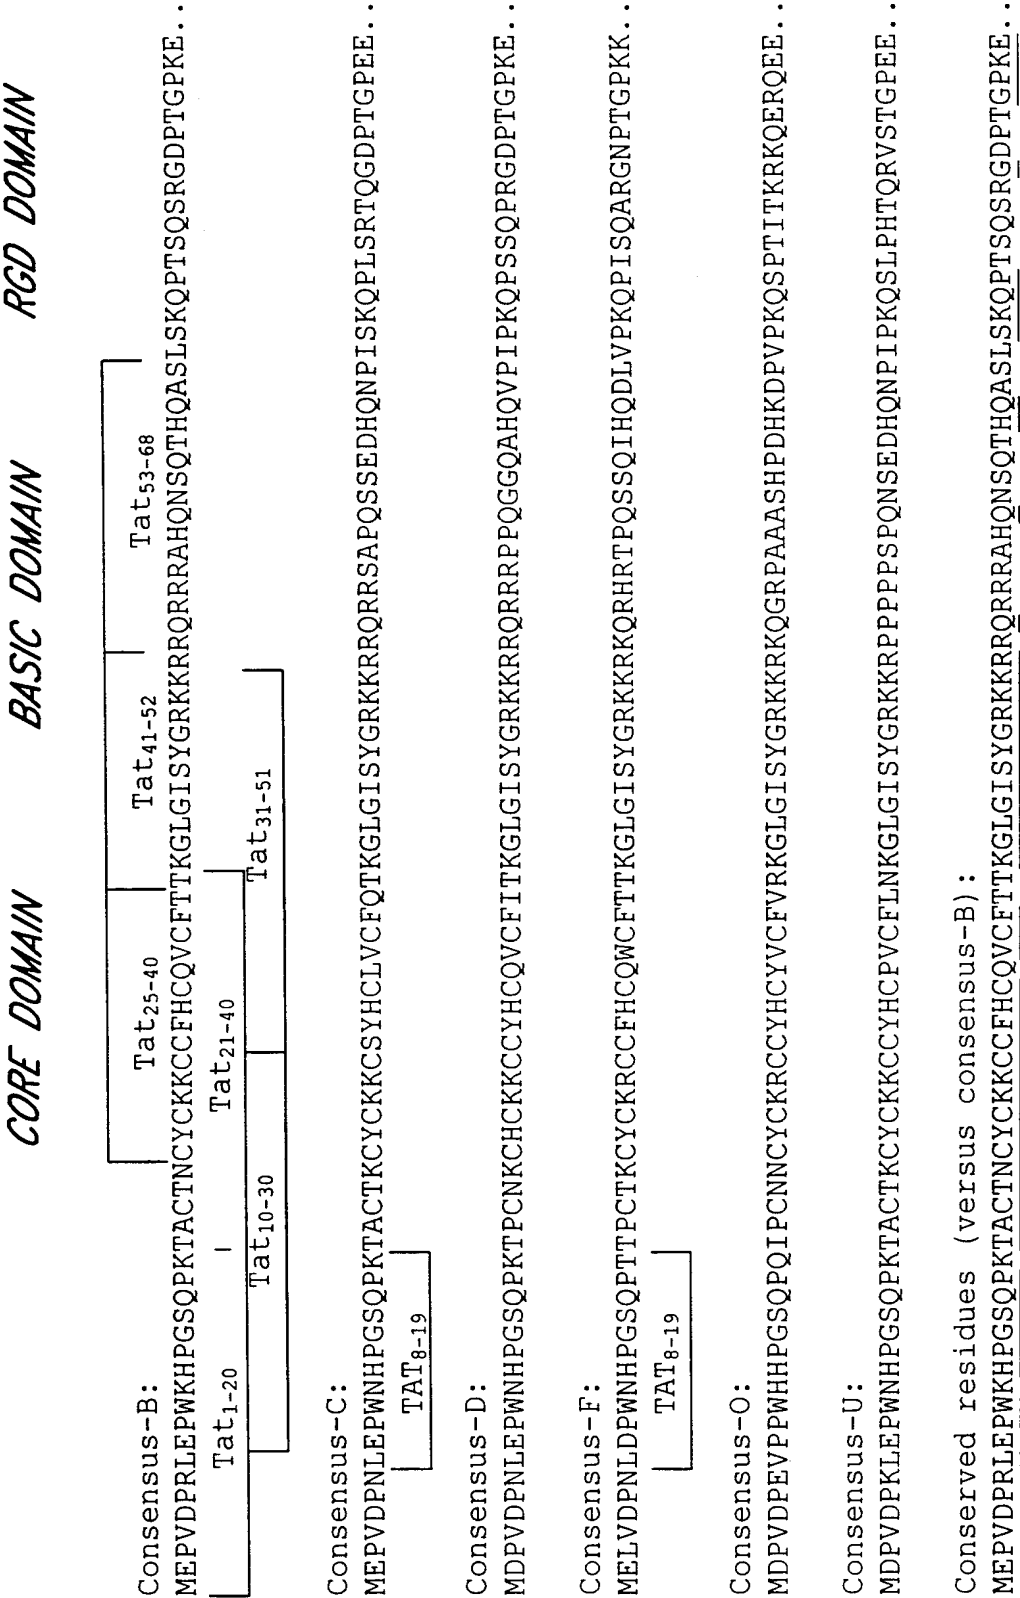 CORE DOMAIN BASIC DOMAIN RGD DOMAIN
Tat25-40 Tat41-52 Tat53-68
Consensus-B:
MEPVDPRLEPWKHPGSQPKTACTNCYCKKCCFHCQVCFTTKGLGISYGRKKRRQRRRAHQNSQTHQASLSKQPTSQSRGDPTGPKE..
Tat1-20 Tat21-40
Tat10-30 Tat31-51
Consensus-C:
MEPVDPNLEPWNHPGSQPKTACTKCYCKKCSYHCLVCFQTKGLGISYGRKKRRQRRSAPQSSEDHQNPISKQPLSRTQGDPTGPEE..
TAT8-19
Consensus-D:
MDPVDPNLEPWNHPGSQPKTPCNKCHCKKCCYHCQVCFITKGLGISYGRKKRRQRRRPPQGGQAHQVPIPKQPSSQPRGDPTGPKE..
Consensus-F:
MELVDPNLDPWNHPGSQPTTPCTKCYCKRCCFHCQWCFTTKGLGISYGRKKRKQRHRTPQSSQIHQDLVPKQPISQARGNPTGPKK..
TAT8-19
Consensus-O:
MDPVDPEVPPWHHPGSQPQIPCNNCYCKRCCYHCYVCFVRKGLGISYGRKKRKQGRPAAASHPDHKDPVPKQSPTITKRKQERQEE..
Consensus-U:
MDPVDPKLEPWNHPGSQPKTACTKCYCKKCCYHCPVCFLNKGLGISYGRKKRRPPPPSPQNSEDHQNPIPKQSLPHTQRVSTGPEE..
Conserved residues (versus consensus-B):
MEPVDPRLEPWKHPGSQPKTACTNCYCKKCCFHCQVCFTTKGLGISYGRKKRRQRRRAHQNSQTHQASLSKQPTSQSRGDPTGPKE..